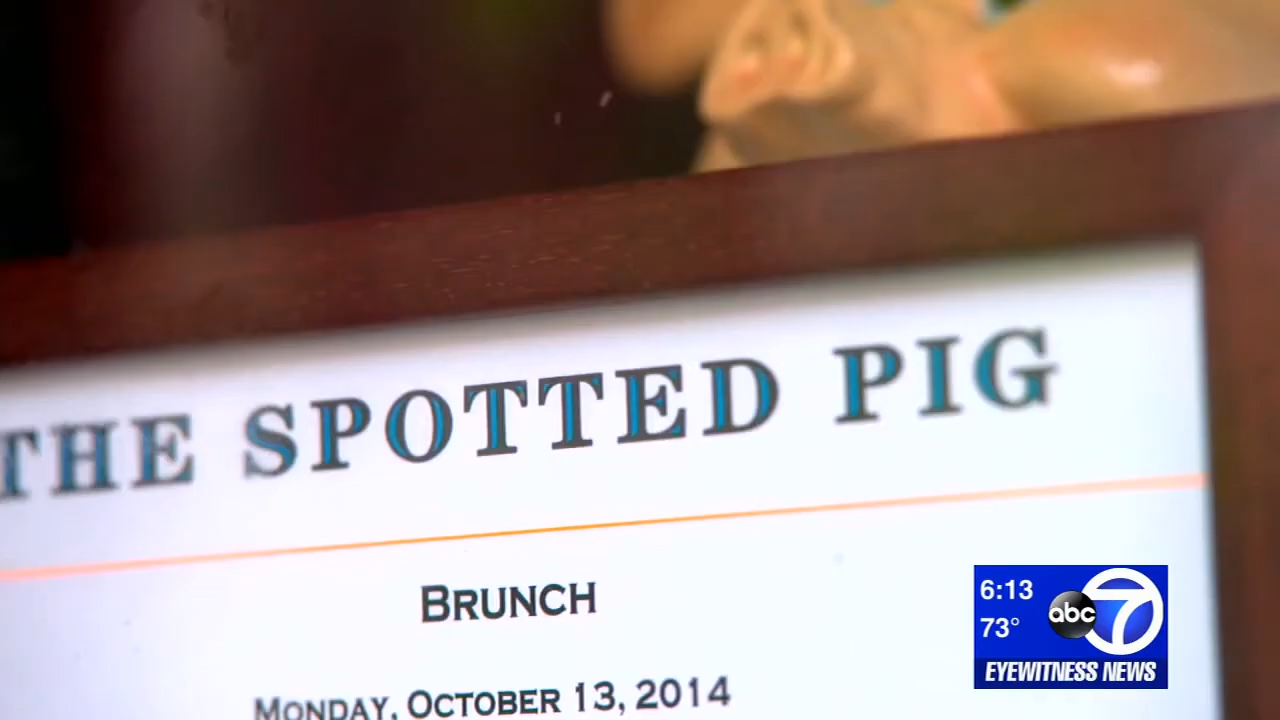 THE SPOTTED PIG
BRUNCH
MONDAY, OCTOBER 13, 2014
6:13
73°
abc 7
EYEWITNESS NEWS